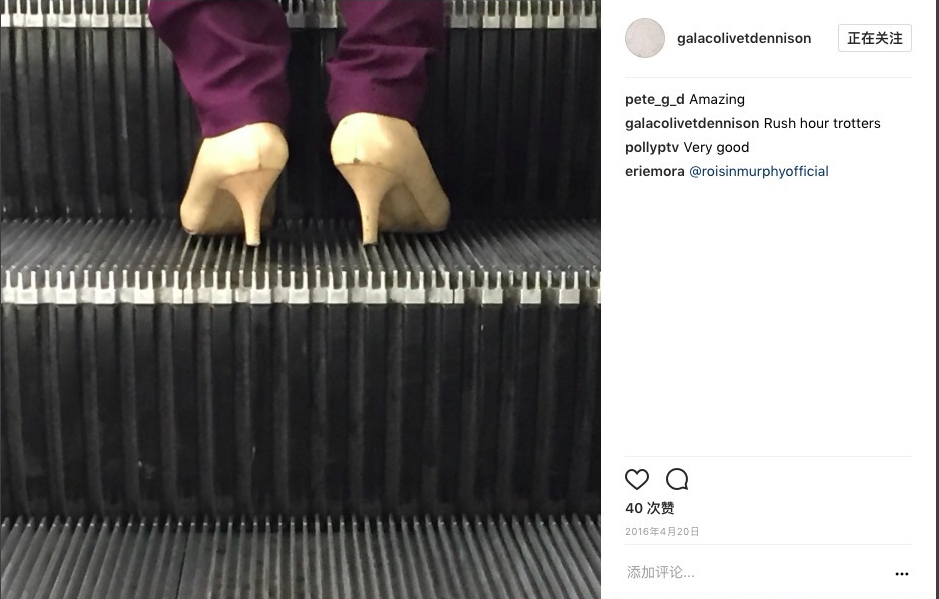 galacolivetdennison 正在关注
pete_g_d Amazing
galacolivetdennison Rush hour trotters
pollyptv Very good
eriemora @roisinmurphyofficial
40 次赞
2016年4月20日
添加评论...